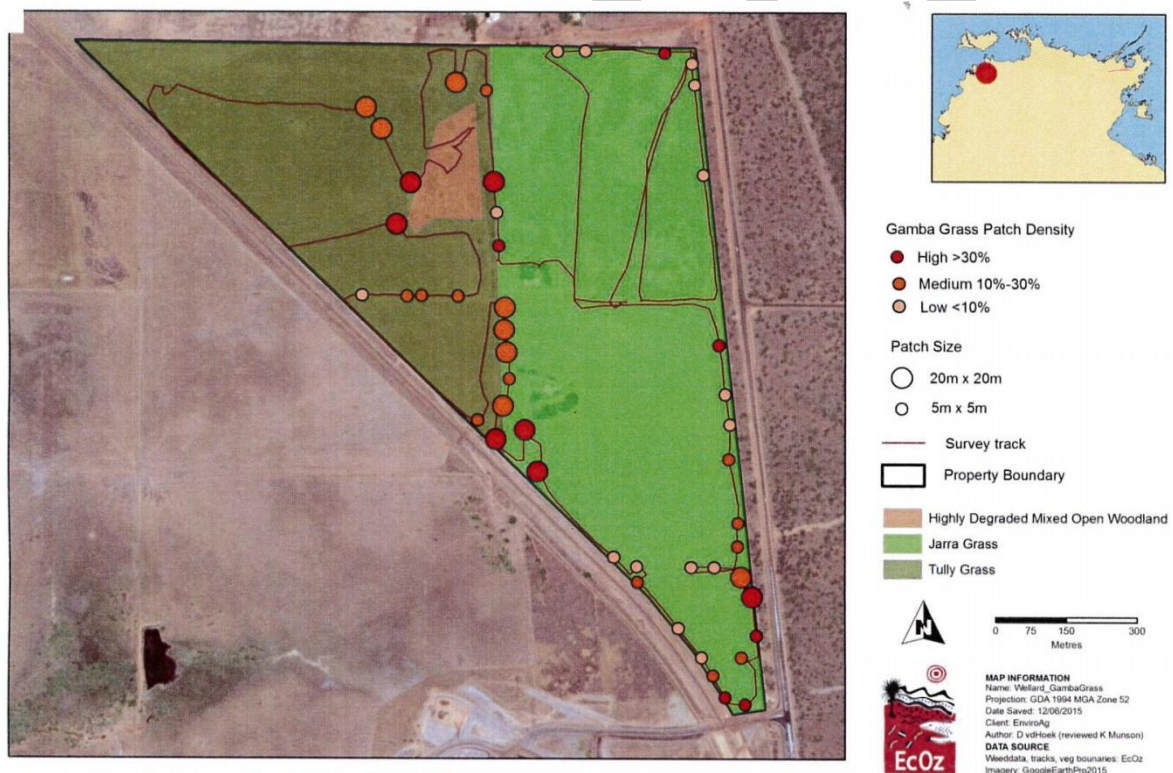 Gamba Grass Patch Density
High >30%
Medium 10%-30%
Low <10%
Patch Size
20m x 20m
5m x 5m
Survey track
Property Boundary
Highly Degraded Mixed Open Woodland
Jarra Grass
Tully Grass
N
0 75 150 300
Metres
MAP INFORMATION
Name: Wellard_GambaGrass
Projection: GDA 1994 MGA Zone 52
Date Saved: 12/06/2015
Client: EnviroAg
Author: D vdHoek (reviewed K Munson)
DATA SOURCE
Weeddata, tracks, veg bounaries: EcOz
Imagery: GoogleEarthPro2015
EcOz